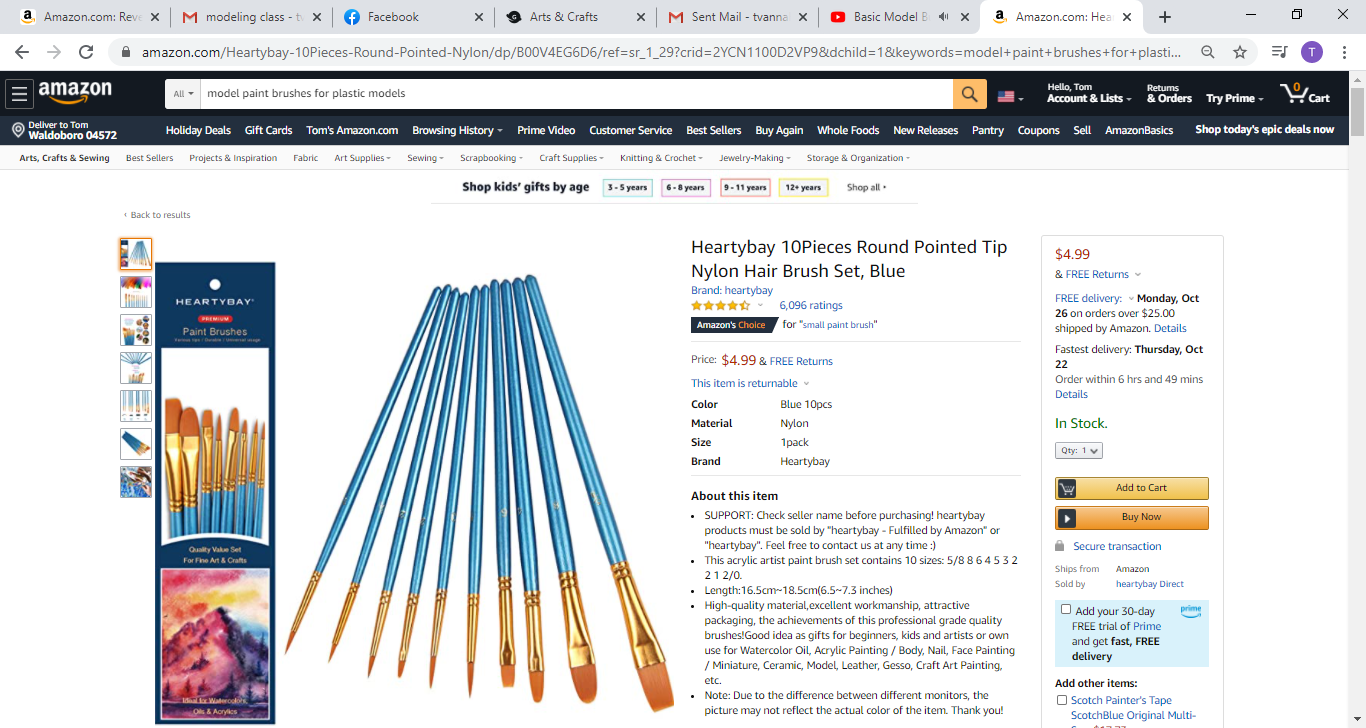 Amazon.com: Reve
modeling class - tv
Facebook
Arts & Crafts
Sent Mail - tvanna
Basic Model B
Amazon.com: Hea
amazon.com/Heartybay-10Pieces-Round-Pointed-Nylon/dp/B00V4EG6D6/ref=sr_1_29?crid=2YCN1100D2VP9&dchild=1&keywords=model+paint+brushes+for+plasti...
T
amazon
All
model paint brushes for plastic models
Hello, Tom
Account & Lists
Returns
& Orders
Try Prime
0
Cart
Deliver to Tom
Waldoboro 04572
Holiday Deals Gift Cards Tom's Amazon.com Browsing History Prime Video Customer Service Best Sellers Buy Again Whole Foods New Releases Pantry Coupons Sell AmazonBasics
Shop today's epic deals now
Arts, Crafts & Sewing Best Sellers Projects & Inspiration Fabric Art Supplies Sewing Scrapbooking Craft Supplies Knitting & Crochet Jewelry-Making Storage & Organization
Shop kids' gifts by age 3 - 5 years 6 - 8 years 9 - 11 years 12+ years Shop all
‹ Back to results
HEARTYBAY
PREMIUM
Paint Brushes
Quality Value Set
For Fine Art & Crafts
Ideal for Watercolors,
Oils & Acrylics
Heartybay 10Pieces Round Pointed Tip
Nylon Hair Brush Set, Blue
Brand: heartybay
6,096 ratings
Amazon's Choice for "small paint brush"
Price: $4.99 & FREE Returns
This item is returnable
Color Blue 10pcs
Material Nylon
Size 1pack
Brand Heartybay
About this item
• SUPPORT: Check seller name before purchasing! heartybay
products must be sold by "heartybay - Fulfilled by Amazon" or
"heartybay". Feel free to contact us at any time :)
• This acrylic artist paint brush set contains 10 sizes: 5/8 8 6 4 5 3 2
2 1 2/0.
• Length:16.5cm~18.5cm(6.5~7.3 inches)
• High-quality material,excellent workmanship, attractive
packaging, the achievements of this professional grade quality
brushes!Good idea as gifts for beginners, kids and artists or own
use for Watercolor Oil, Acrylic Painting / Body, Nail, Face Painting
/ Miniature, Ceramic, Model, Leather, Gesso, Craft Art Painting,
etc.
• Note: Due to the difference between different monitors, the
picture may not reflect the actual color of the item. Thank you!
$4.99
& FREE Returns
FREE delivery: Monday, Oct
26 on orders over $25.00
shipped by Amazon. Details
Fastest delivery: Thursday, Oct
22
Order within 6 hrs and 49 mins
Details
In Stock.
Qty: 1
Add to Cart
Buy Now
Secure transaction
Ships from Amazon
Sold by heartybay Direct
Add your 30-day
FREE trial of Prime
and get fast, FREE
delivery
prime
Add other items:
Scotch Painter's Tape
ScotchBlue Original Multi-